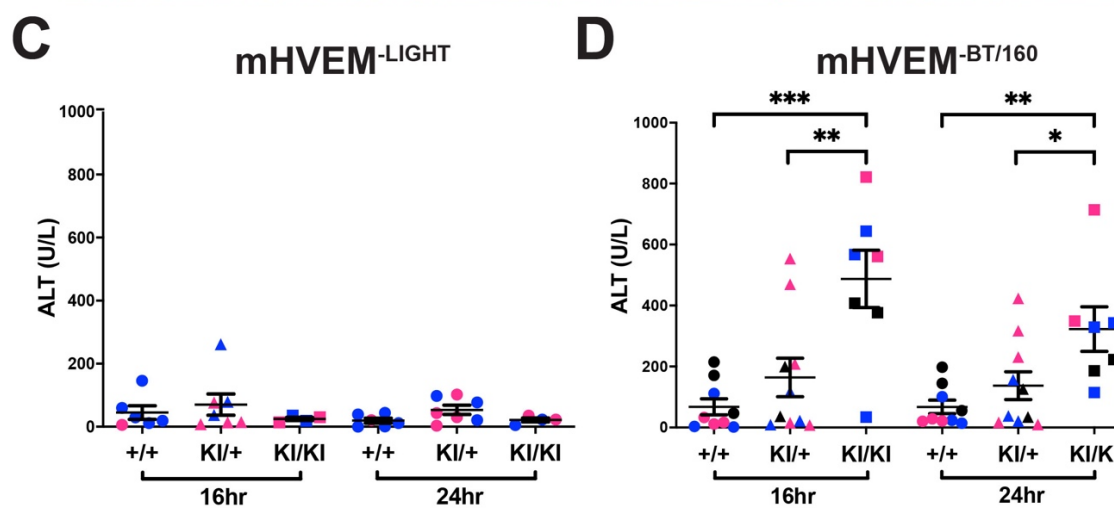 C
mHVEM-LIGHT
1000
800
600
400
200
0
ALT (U/L)
+/+ KI/+ KI/KI +/+ KI/+ KI/KI
16hr 24hr
D
mHVEM-BT/160
*** **
** *
1000
800
600
400
200
0
ALT (U/L)
+/+ KI/+ KI/KI +/+ KI/+ KI/K
16hr 24hr